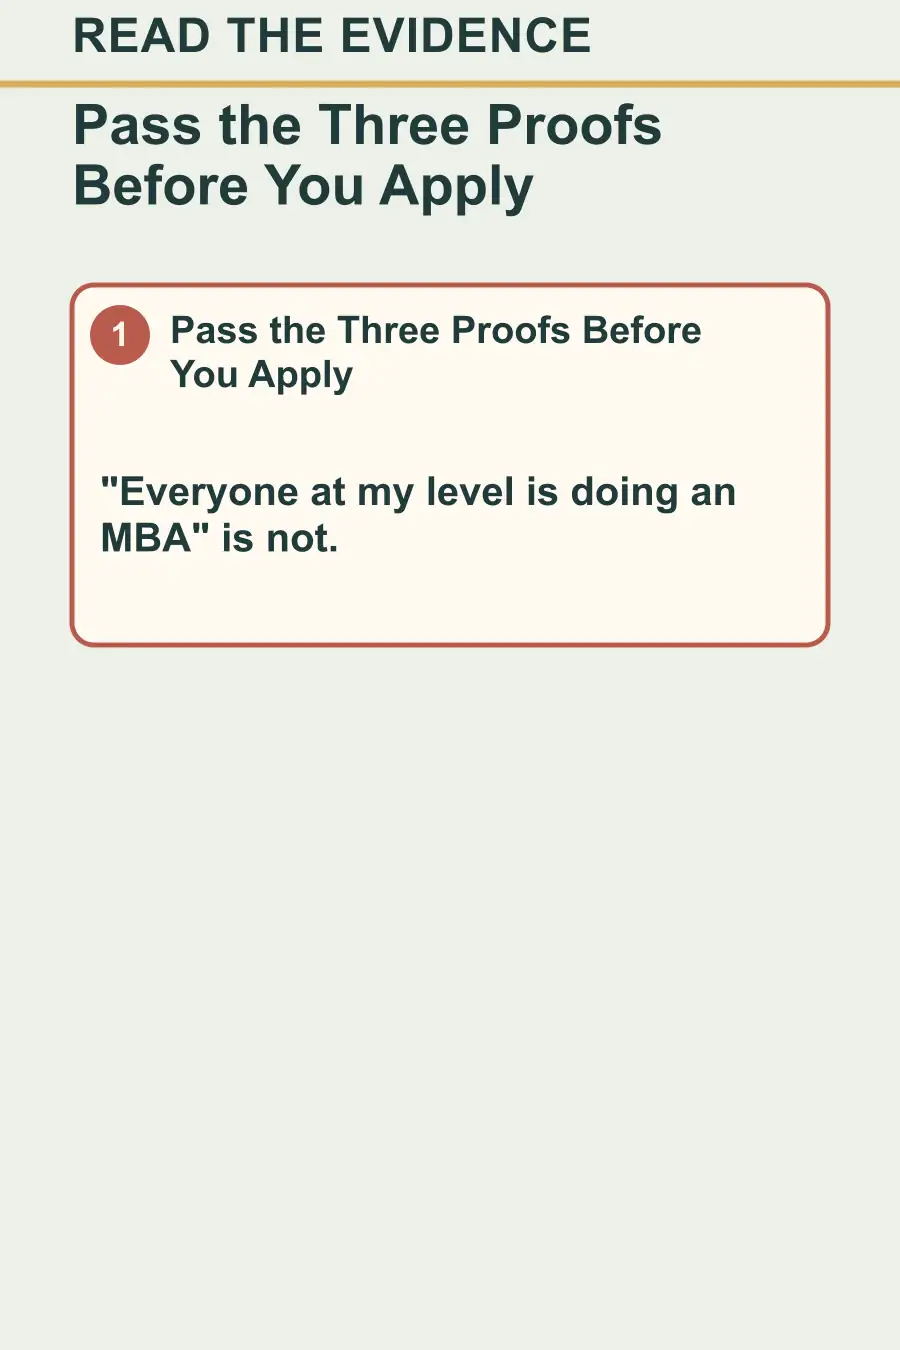 READ THE EVIDENCE
Pass the Three Proofs
Before You Apply
1
Pass the Three Proofs Before
You Apply
"Everyone at my level is doing an
MBA" is not.